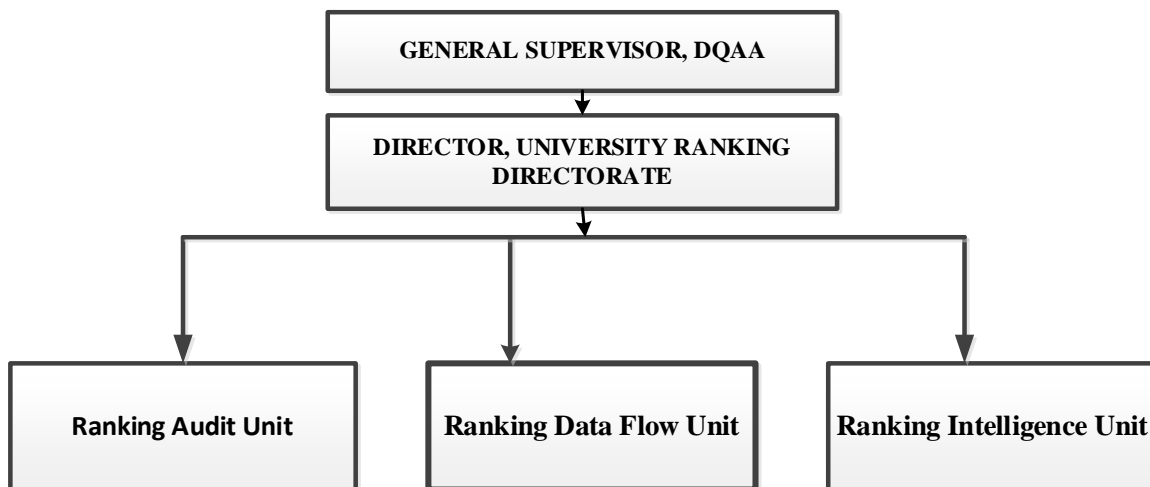 GENERAL SUPERVISOR, DQAA
DIRECTOR, UNIVERSITY RANKING
DIRECTORATE
Ranking Audit Unit
Ranking Data Flow Unit
Ranking Intelligence Unit